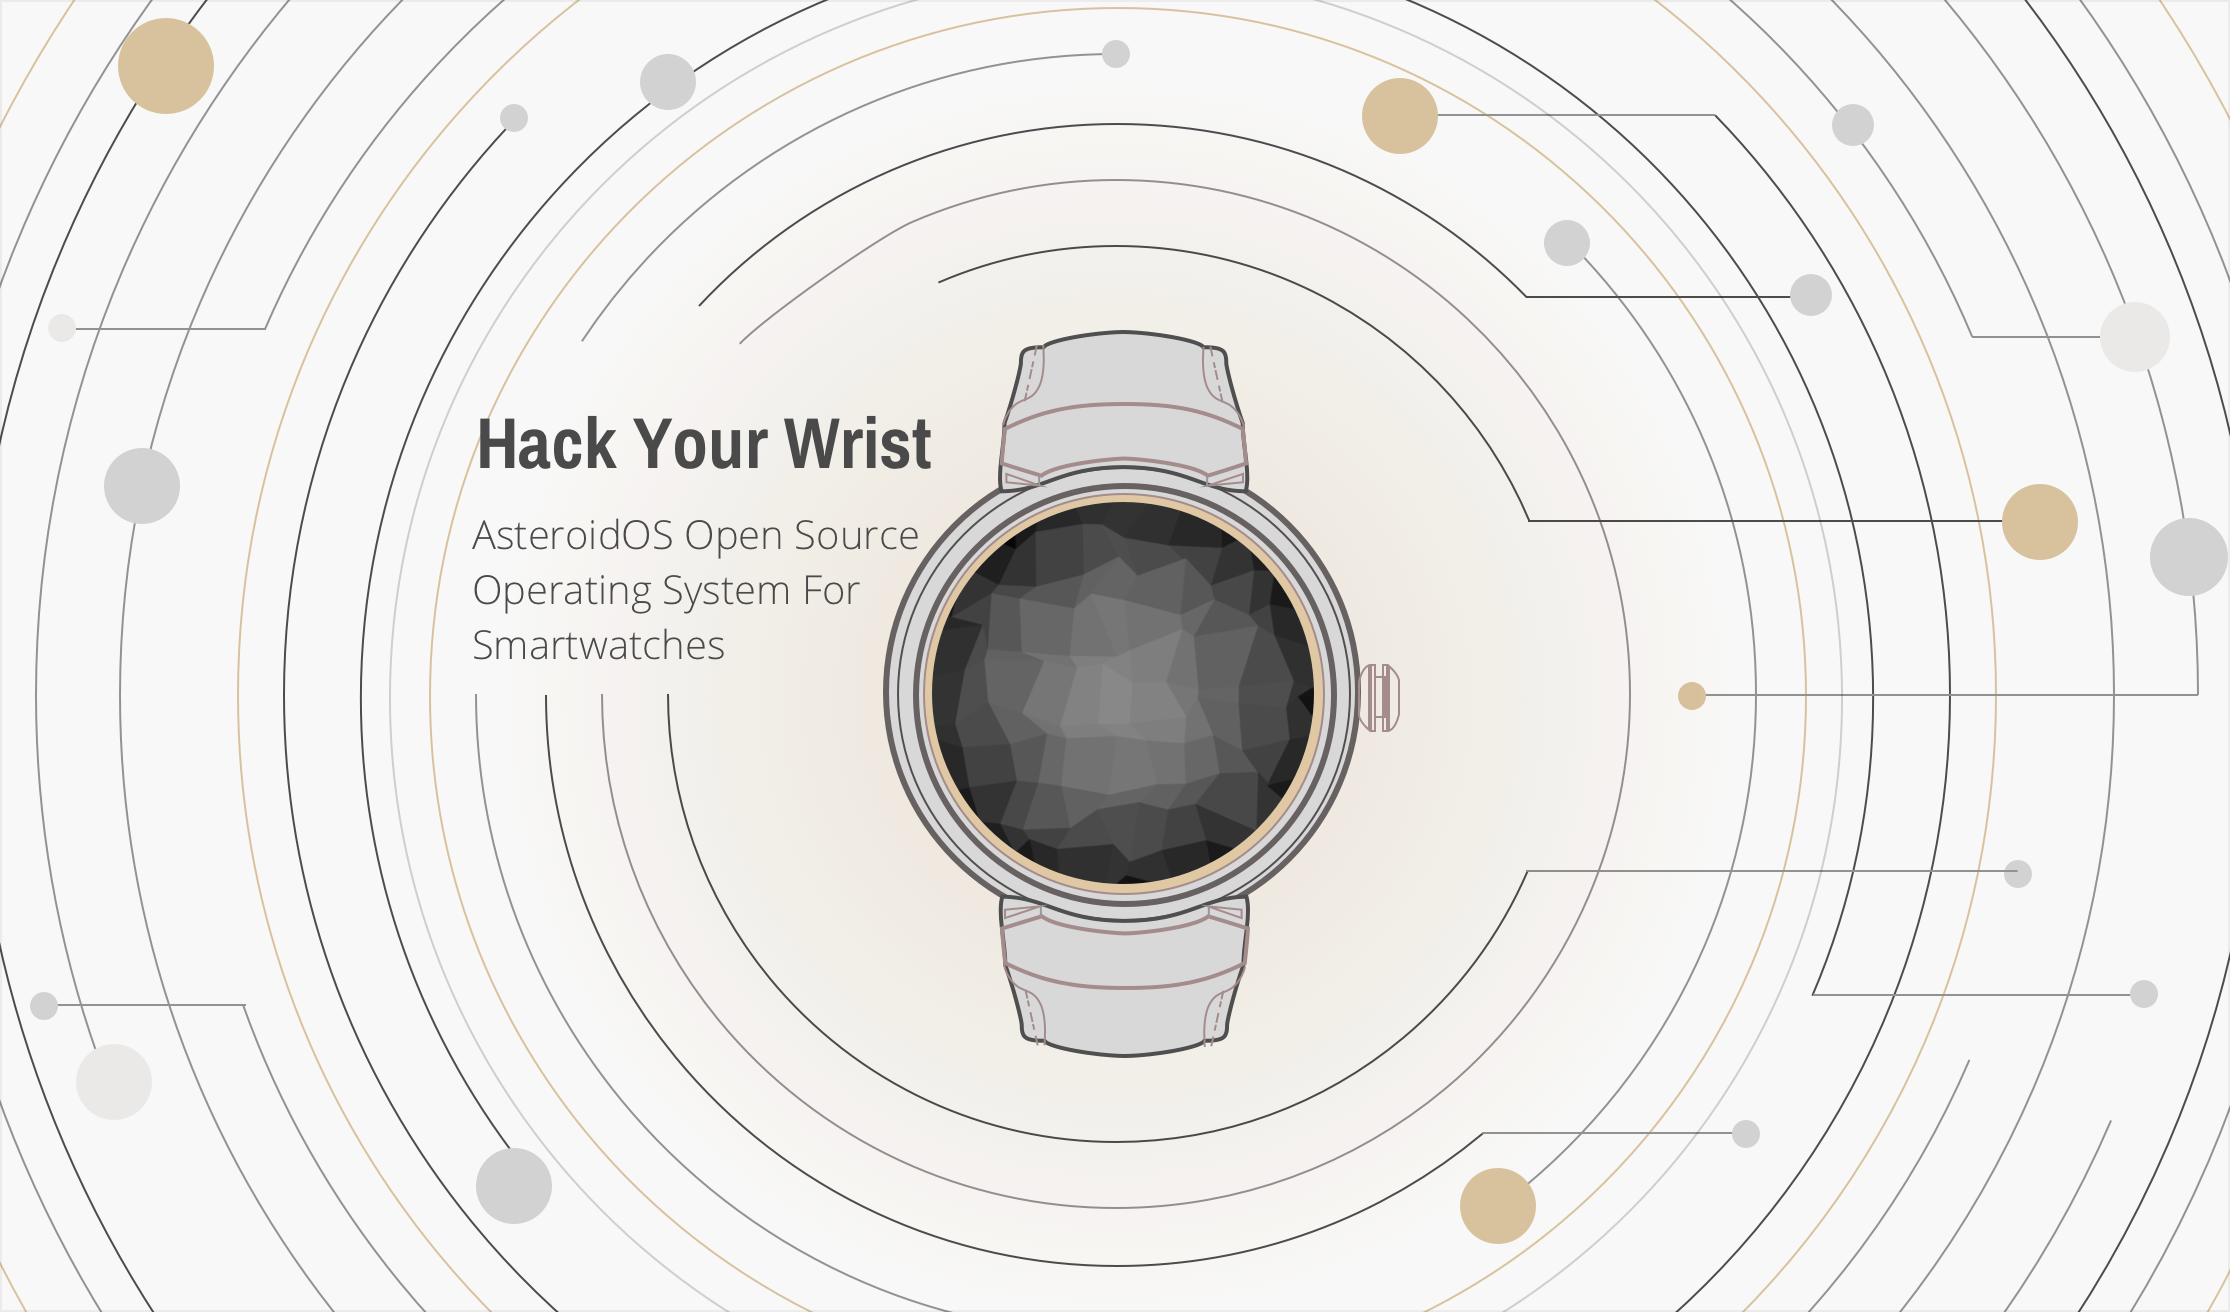 Hack Your Wrist
AsteroidOS Open Source
Operating System For
Smartwatches